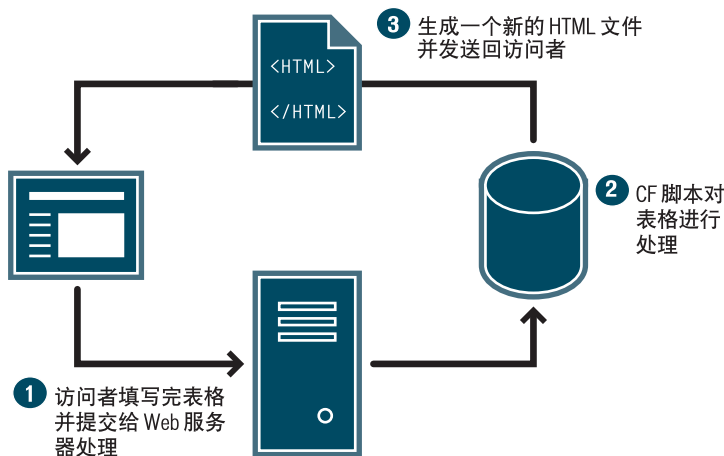 3 生成一个新的 HTML 文件
并发送回访问者
<HTML>
</HTML>
2 CF 脚本对
表格进行
处理
1 访问者填写完表格
并提交给 Web 服务
器处理